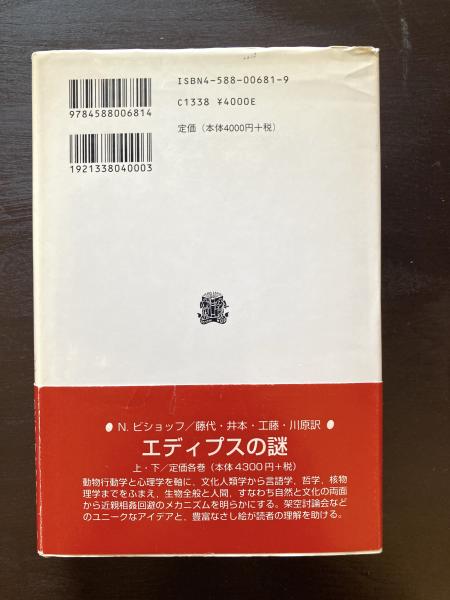 ISBN4-588-00681-9
C1338 ¥4000E
定価（本体4000円＋税）
9784588006814
1921338040003
● N. ビショッフ／藤代・井本・工藤・川原訳 ●
エディプスの謎
上・下／定価各巻（本体4300円＋税）
動物行動学と心理学を軸に、文化人類学から言語学、哲学、核物
理学までをふまえ、生物全般と人間、すなわち自然と文化の両面
から近親相姦回避のメカニズムを明らかにする。架空討論会など
のユニークなアイデアと、豊富なさし絵が読者の理解を助ける。